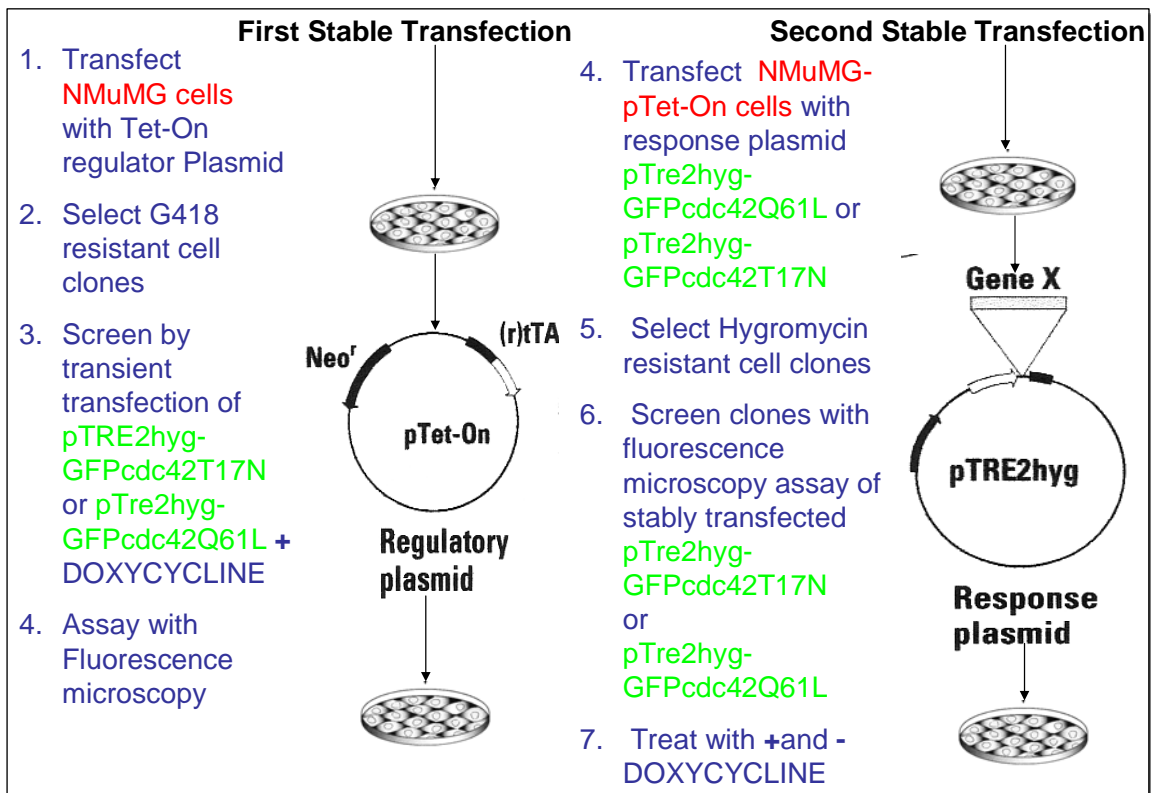 First Stable Transfection
1. Transfect
NMuMG cells
with Tet-On
regulator Plasmid
2. Select G418
resistant cell
clones
3. Screen by
transient
transfection of
pTRE2hyg-
GFPcdc42T17N
or pTre2hyg-
GFPcdc42Q61L +
DOXYCYCLINE
4. Assay with
Fluorescence
microscopy
Neoʳ
(r)tTA
pTet-On
Regulatory
plasmid
Second Stable Transfection
4. Transfect NMuMG-
pTet-On cells with
response plasmid
pTre2hyg-
GFPcdc42Q61L or
pTre2hyg-
GFPcdc42T17N
5. Select Hygromycin
resistant cell clones
6. Screen clones with
fluorescence
microscopy assay of
stably transfected
pTre2hyg-
GFPcdc42T17N
or
pTre2hyg-
GFPcdc42Q61L
7. Treat with +and -
DOXYCYCLINE
Gene X
pTRE2hyg
Response
plasmid